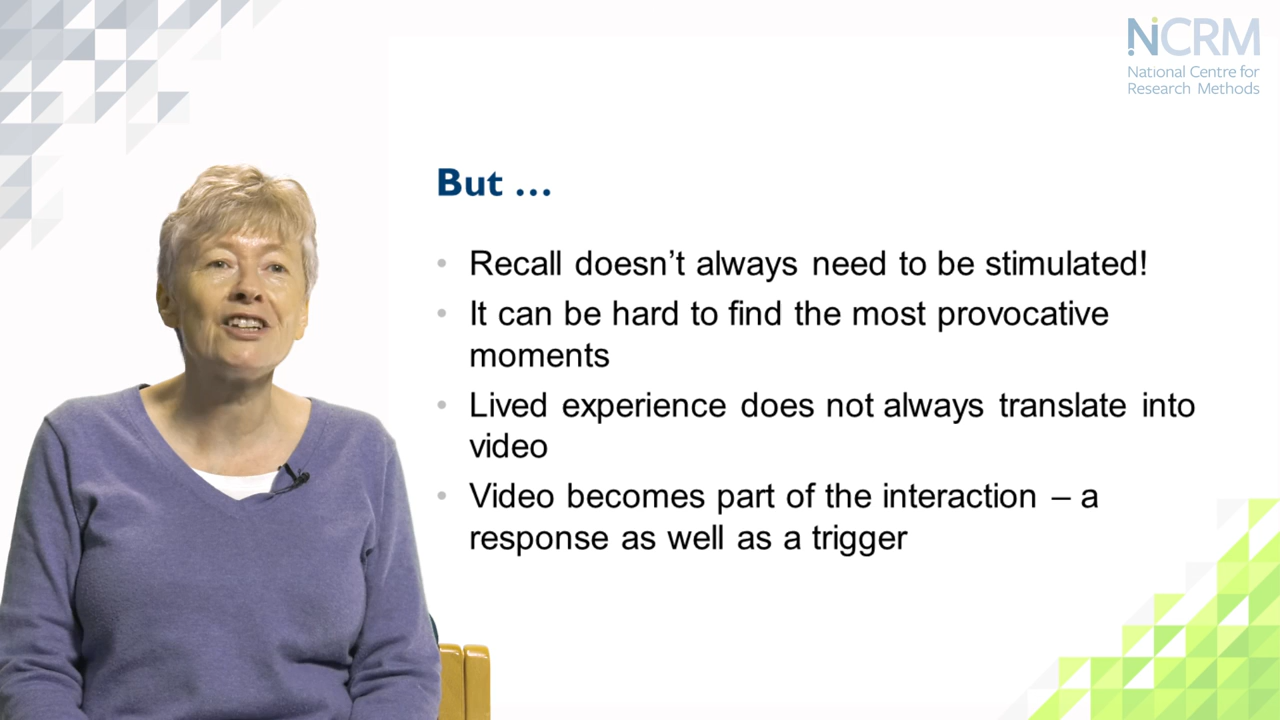 NCRM
National Centre for
Research Methods
But …
• Recall doesn’t always need to be stimulated!
• It can be hard to find the most provocative
moments
• Lived experience does not always translate into
video
• Video becomes part of the interaction – a
response as well as a trigger